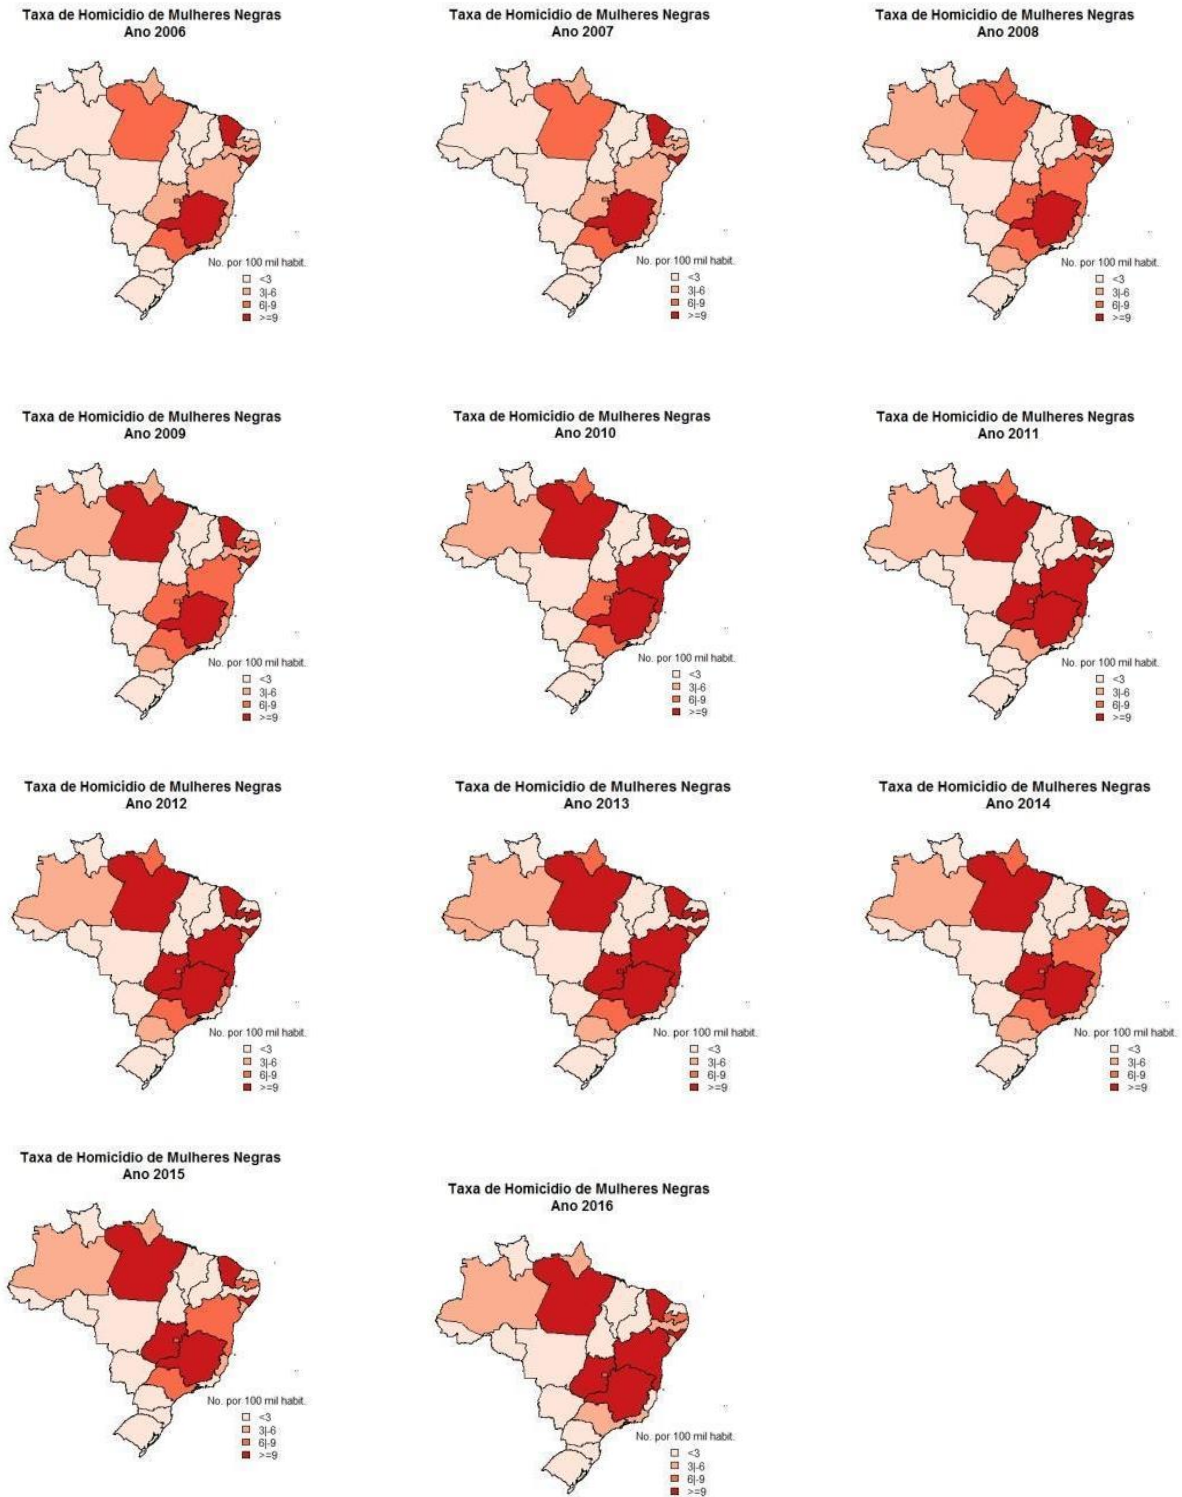 Taxa de Homicidio de Mulheres Negras
Ano 2006
No. por 100 mil habit.
<3
3|-6
6|-9
>=9
Taxa de Homicidio de Mulheres Negras
Ano 2007
No. por 100 mil habit.
<3
3|-6
6|-9
>=9
Taxa de Homicidio de Mulheres Negras
Ano 2008
No. por 100 mil habit.
<3
3|-6
6|-9
>=9
Taxa de Homicidio de Mulheres Negras
Ano 2009
No. por 100 mil habit.
<3
3|-6
6|-9
>=9
Taxa de Homicidio de Mulheres Negras
Ano 2010
No. por 100 mil habit.
<3
3|-6
6|-9
>=9
Taxa de Homicidio de Mulheres Negras
Ano 2011
No. por 100 mil habit.
<3
3|-6
6|-9
>=9
Taxa de Homicidio de Mulheres Negras
Ano 2012
No. por 100 mil habit.
<3
3|-6
6|-9
>=9
Taxa de Homicidio de Mulheres Negras
Ano 2013
No. por 100 mil habit.
<3
3|-6
6|-9
>=9
Taxa de Homicidio de Mulheres Negras
Ano 2014
No. por 100 mil habit.
<3
3|-6
6|-9
>=9
Taxa de Homicidio de Mulheres Negras
Ano 2015
No. por 100 mil habit.
<3
3|-6
6|-9
>=9
Taxa de Homicidio de Mulheres Negras
Ano 2016
No. por 100 mil habit.
<3
3|-6
6|-9
>=9